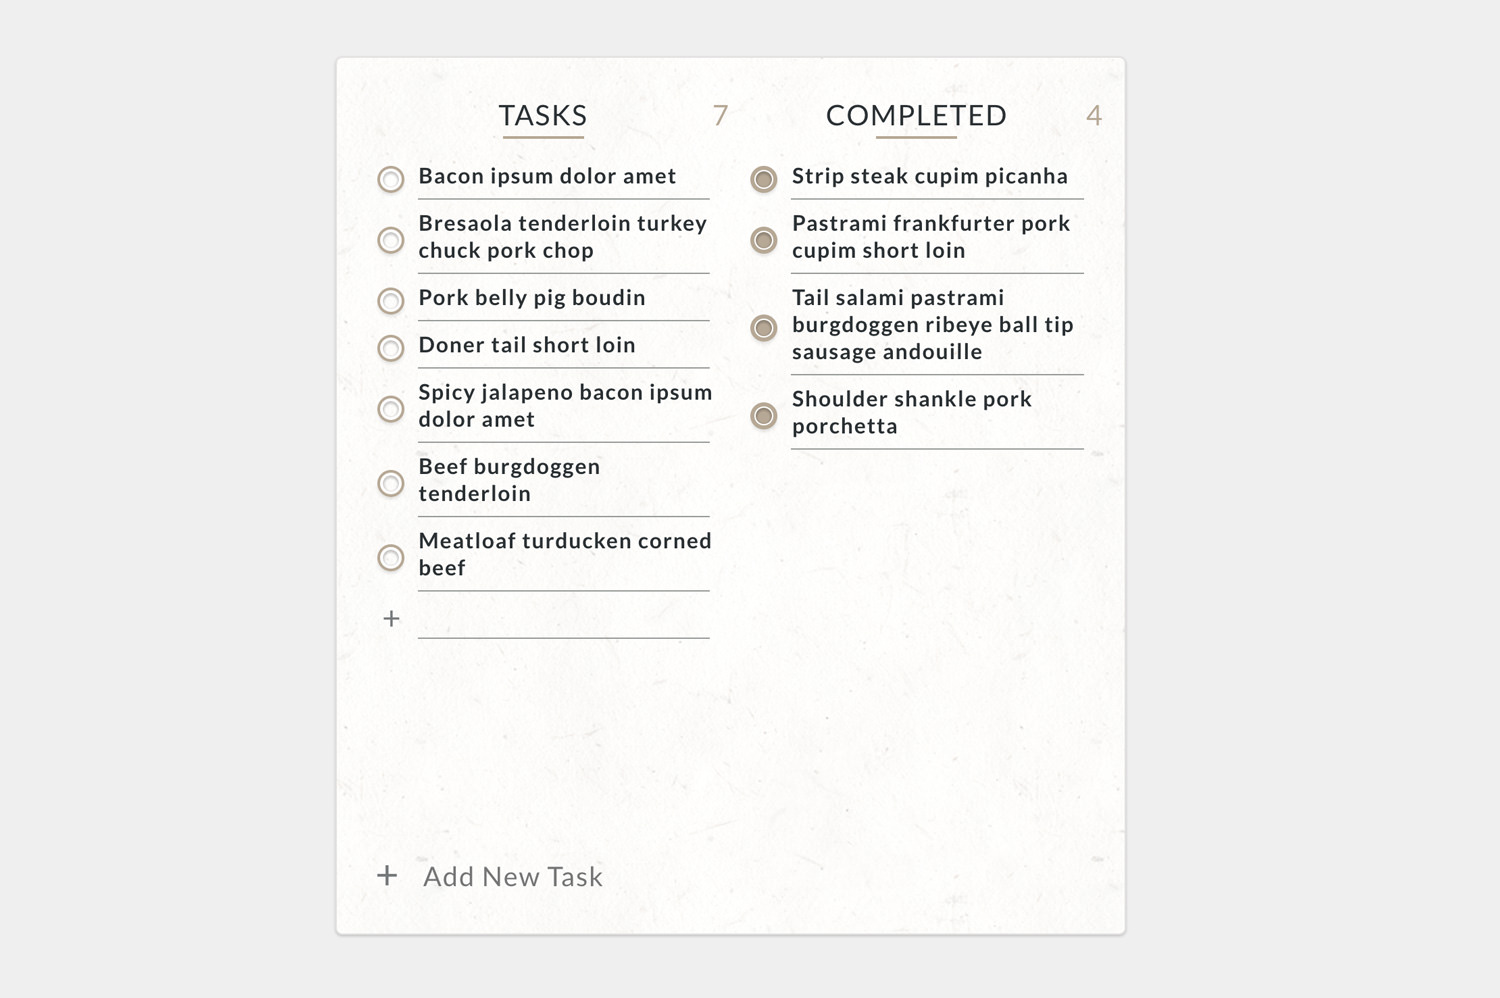 TASKS 7
Bacon ipsum dolor amet
Bresaola tenderloin turkey
chuck pork chop
Pork belly pig boudin
Doner tail short loin
Spicy jalapeno bacon ipsum
dolor amet
Beef burgdoggen
tenderloin
Meatloaf turducken corned
beef
+
+ Add New Task
COMPLETED 4
Strip steak cupim picanha
Pastrami frankfurter pork
cupim short loin
Tail salami pastrami
burgdoggen ribeye ball tip
sausage andouille
Shoulder shankle pork
porchetta